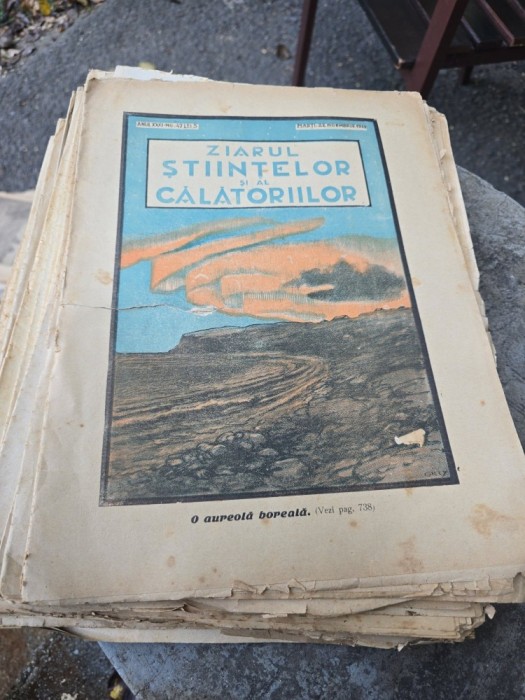 ZIARUL
ȘTIINȚELOR
ȘI AL
CĂLĂTORIILOR
O aureolă boreală. (Vezi pag. 738)